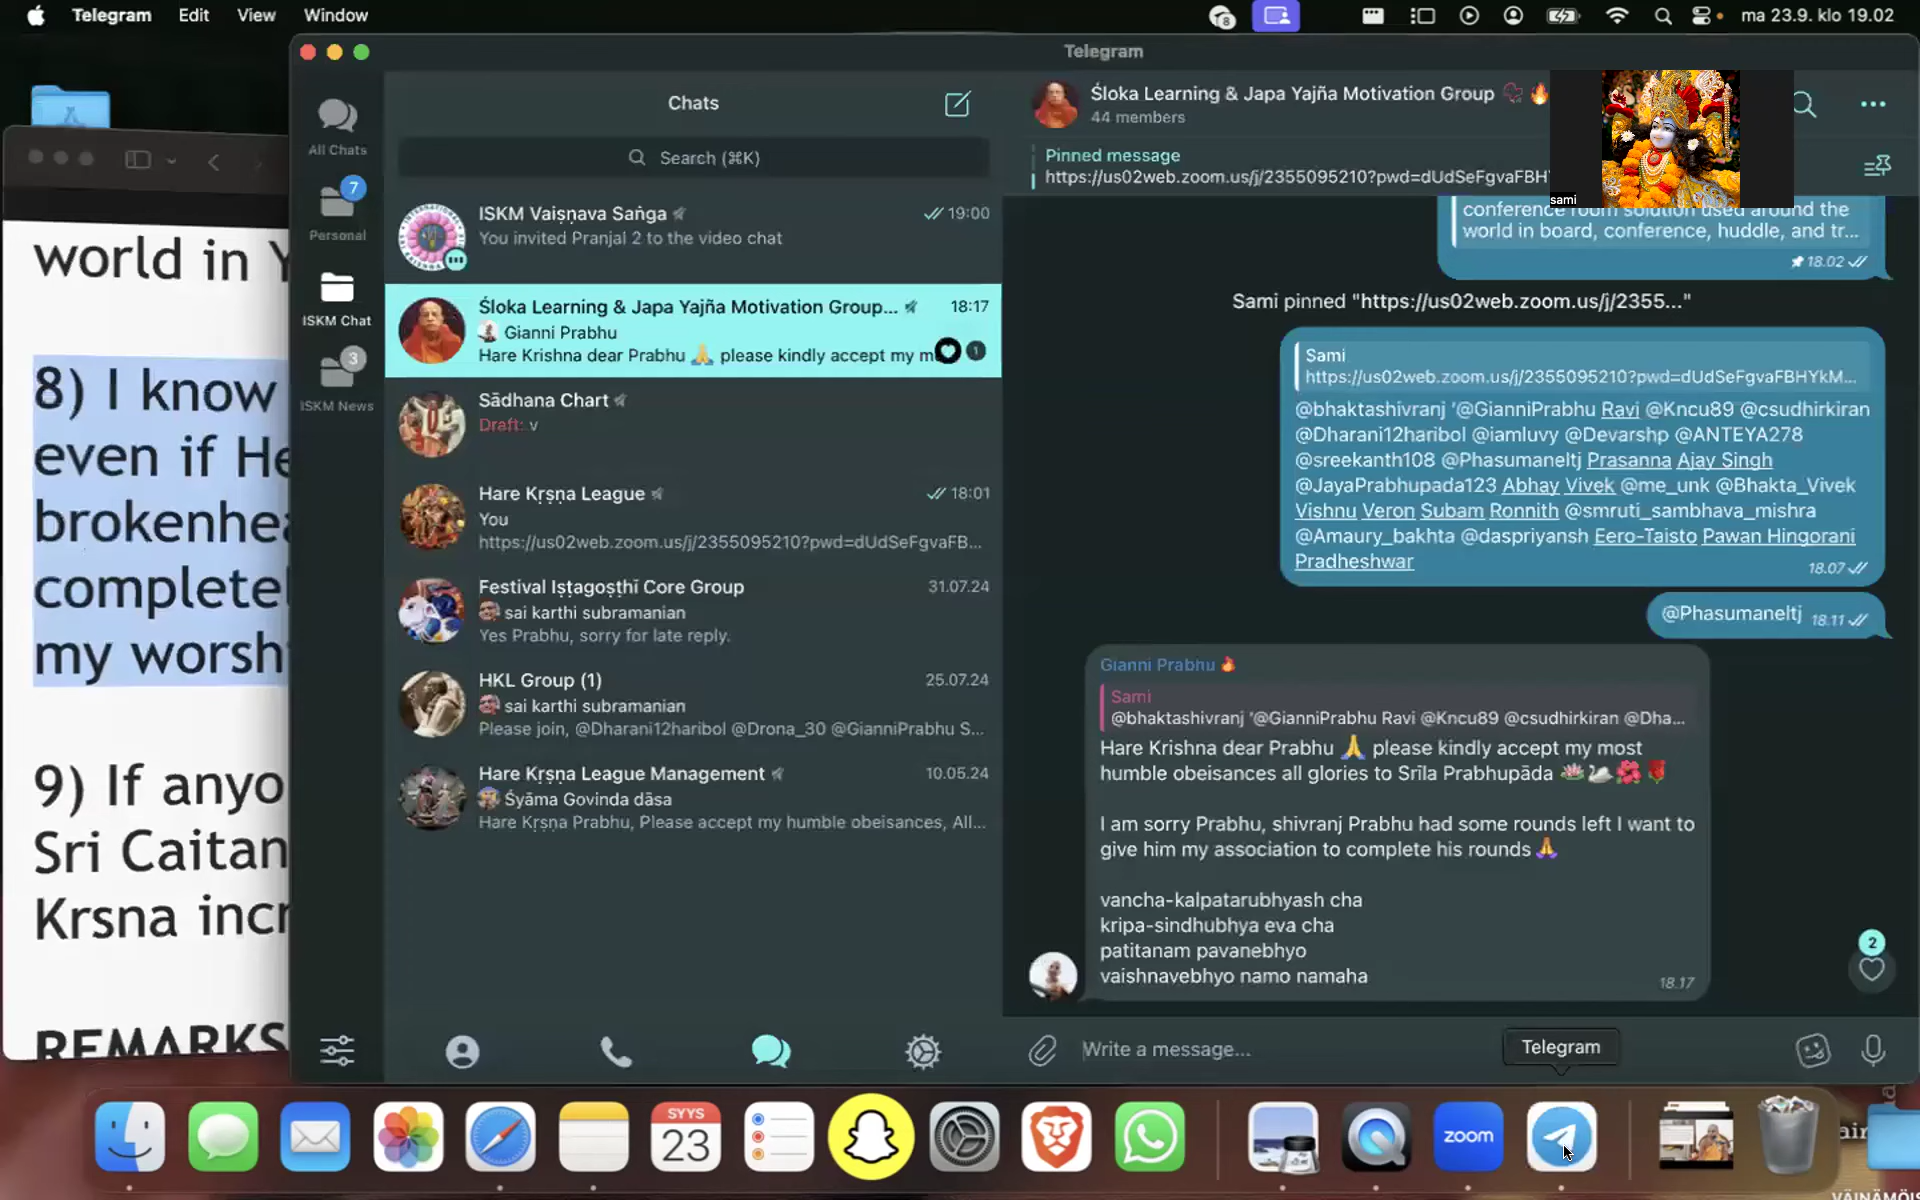 Telegram
Edit
View
Window
8
ma 23.9. klo 19.02
Telegram
world in
8) I know
even if He
brokenhea
completel
my worsh
9) If anyo
Sri Caitan
Krsna incr
REMARKS
All Chats
7
Personal
ISKM Chat
3
ISKM News
Chats
Search (⌘K)
ISKM Vaiṣṇava Saṅga
19:00
You invited Pranjal 2 to the video chat
Śloka Learning & Japa Yajña Motivation Group...
18:17
Gianni Prabhu
Hare Krishna dear Prabhu 🙏 please kindly accept my m
1
Sādhana Chart
Draft: v
Hare Kṛṣṇa League
18:01
You
https://us02web.zoom.us/j/2355095210?pwd=dUdSeFgvaFB...
Festival Iṣṭagoṣṭhī Core Group
31.07.24
sai karthi subramanian
Yes Prabhu, sorry for late reply.
HKL Group (1)
25.07.24
sai karthi subramanian
Please join, @Dharani12haribol @Drona_30 @GianniPrabhu S...
Hare Kṛṣṇa League Management
10.05.24
Śyāma Govinda dāsa
Hare Kṛṣṇa Prabhu, Please accept my humble obeisances, All...
Śloka Learning & Japa Yajña Motivation Group 📿🔥
44 members
Pinned message
https://us02web.zoom.us/j/2355095210?pwd=dUdSeFgvaFBH
sami
conference room solution used around the
world in board, conference, huddle, and tr...
18.02
Sami pinned "https://us02web.zoom.us/j/2355..."
Sami
https://us02web.zoom.us/j/2355095210?pwd=dUdSeFgvaFBHYkM...
@bhaktashivranj '@GianniPrabhu Ravi @Kncu89 @csudhirkiran
@Dharani12haribol @iamluvy @Devarshp @ANTEYA278
@sreekanth108 @Phasumaneltj Prasanna Ajay Singh
@JayaPrabhupada123 Abhay Vivek @me_unk @Bhakta_Vivek
Vishnu Veron Subam Ronnith @smruti_sambhava_mishra
@Amaury_bakhta @daspriyansh Eero-Taisto Pawan Hingorani
Pradheshwar
18.07
@Phasumaneltj
18.11
Gianni Prabhu 🔥
Sami
@bhaktashivranj '@GianniPrabhu Ravi @Kncu89 @csudhirkiran @Dha...
Hare Krishna dear Prabhu 🙏 please kindly accept my most
humble obeisances all glories to Srīla Prabhupāda 🪷🦢🌺🌹
I am sorry Prabhu, shivranj Prabhu had some rounds left I want to
give him my association to complete his rounds 🙏
vancha-kalpatarubhyash cha
kripa-sindhubhya eva cha
patitanam pavanebhyo
vaishnavebhyo namo namaha
18.17
2
Write a message...
Telegram
SYYS
23
zoom